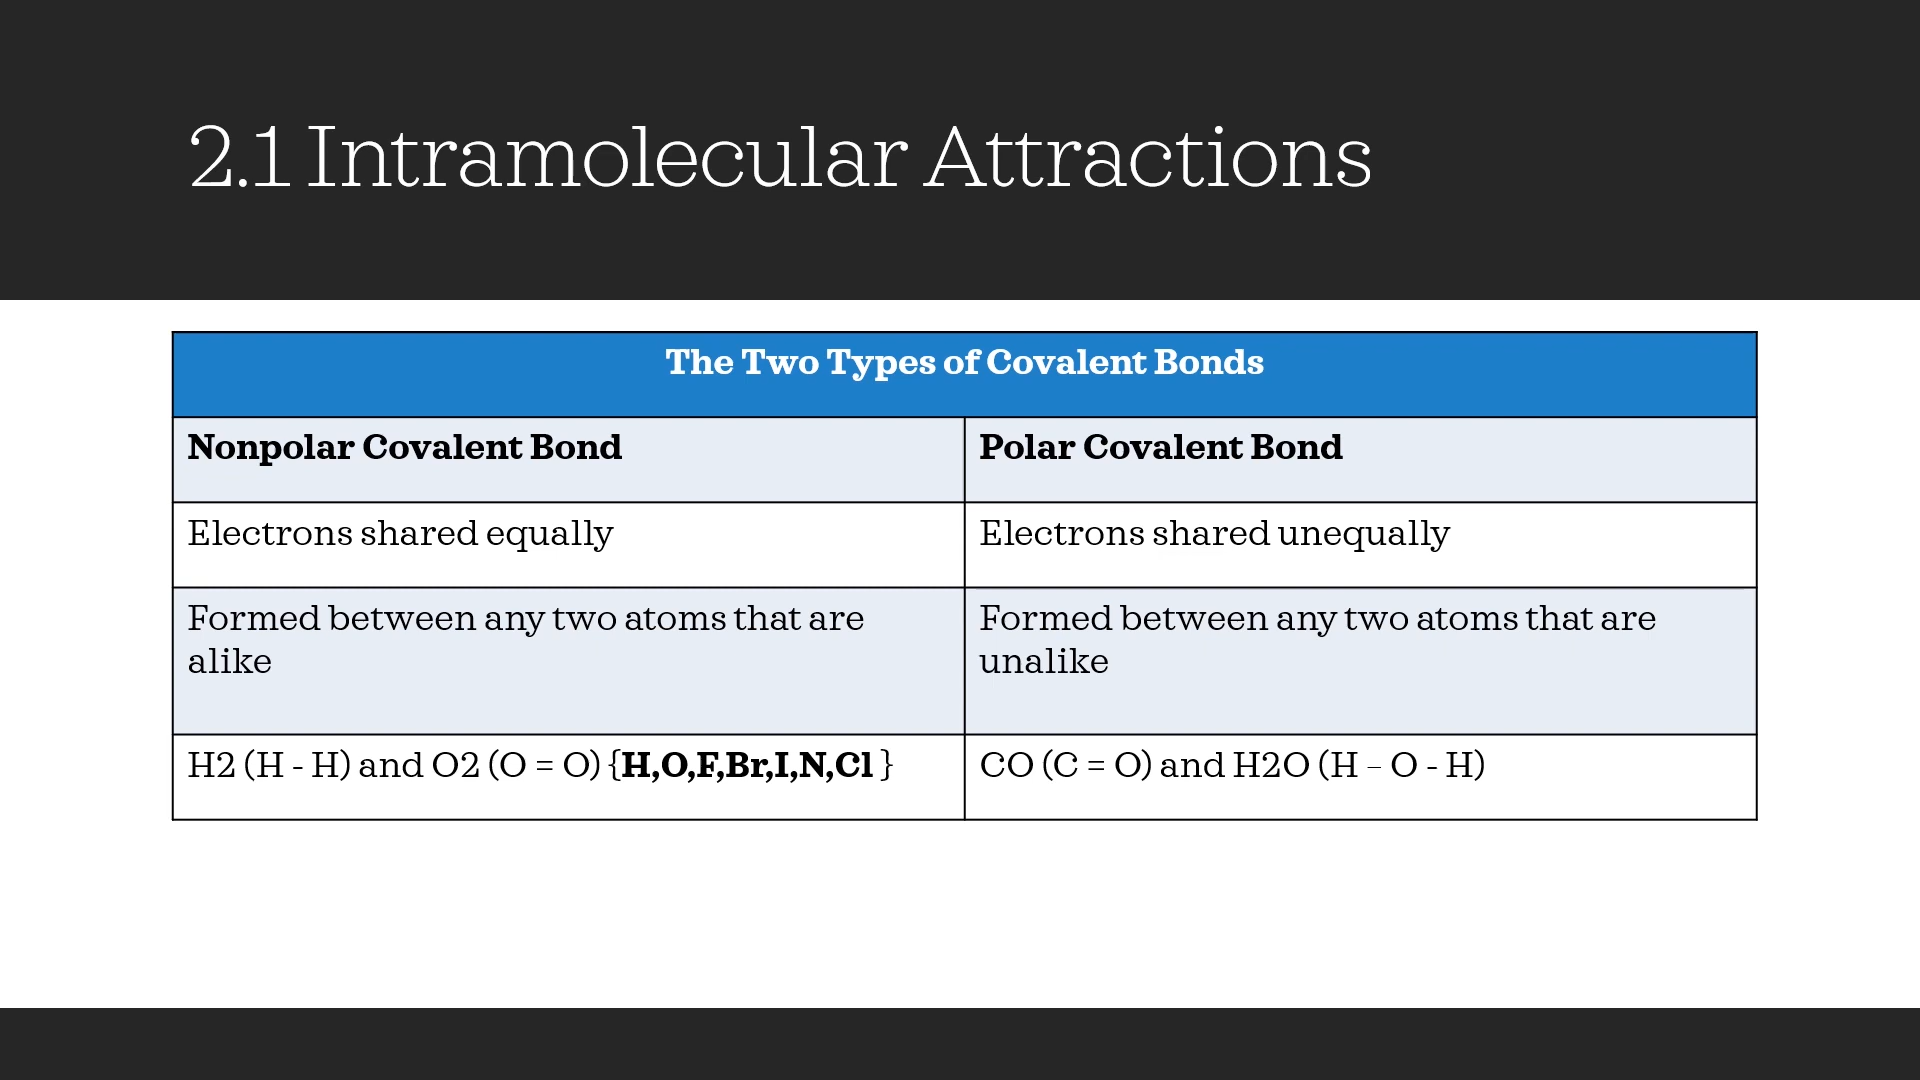 2.1 Intramolecular Attractions
The Two Types of Covalent Bonds
Nonpolar Covalent Bond
Polar Covalent Bond
Electrons shared equally
Electrons shared unequally
Formed between any two atoms that are
alike
Formed between any two atoms that are
unalike
H2 (H - H) and O2 (O = O) {H,O,F,Br,I,N,Cl }
CO (C = O) and H2O (H – O - H)